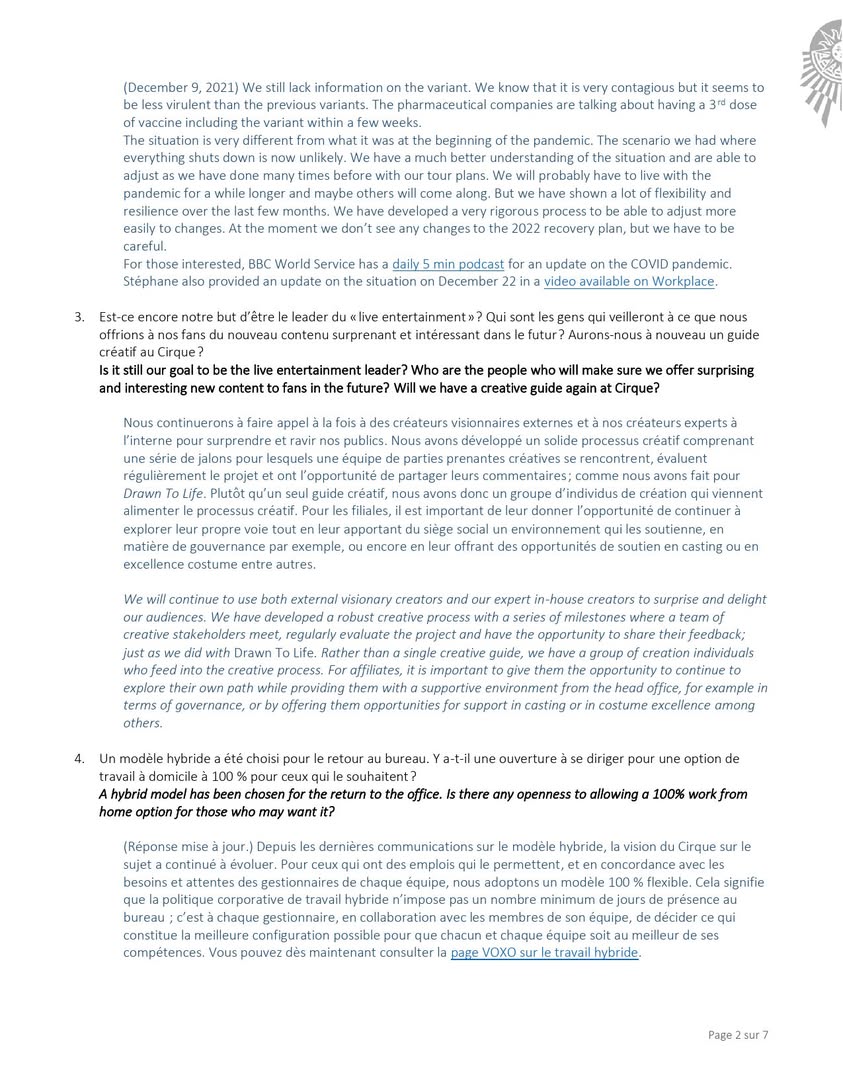 (December 9, 2021) We still lack information on the variant. We know that it is very contagious but it seems to
be less virulent than the previous variants. The pharmaceutical companies are talking about having a 3rd dose
of vaccine including the variant within a few weeks.
The situation is very different from what it was at the beginning of the pandemic. The scenario we had where
everything shuts down is now unlikely. We have a much better understanding of the situation and are able to
adjust as we have done many times before with our tour plans. We will probably have to live with the
pandemic for a while longer and maybe others will come along. But we have shown a lot of flexibility and
resilience over the last few months. We have developed a very rigorous process to be able to adjust more
easily to changes. At the moment we don't see any changes to the 2022 recovery plan, but we have to be
careful.
For those interested, BBC World Service has a daily 5 min podcast for an update on the COVID pandemic.
Stéphane also provided an update on the situation on December 22 in a video available on Workplace.
3. Est-ce encore notre but d'être le leader du « live entertainment » ? Qui sont les gens qui veilleront à ce que nous
offrions à nos fans du nouveau contenu surprenant et intéressant dans le futur ? Aurons-nous à nouveau un guide
créatif au Cirque ?
Is it still our goal to be the live entertainment leader? Who are the people who will make sure we offer surprising
and interesting new content to fans in the future? Will we have a creative guide again at Cirque?
Nous continuerons à faire appel à la fois à des créateurs visionnaires externes et à nos créateurs experts à
l'interne pour surprendre et ravir nos publics. Nous avons développé un solide processus créatif comprenant
une série de jalons pour lesquels une équipe de parties prenantes créatives se rencontrent, évaluent
régulièrement le projet et ont l'opportunité de partager leurs commentaires ; comme nous avons fait pour
Drawn To Life. Plutôt qu'un seul guide créatif, nous avons donc un groupe d'individus de création qui viennent
alimenter le processus créatif. Pour les filiales, il est important de leur donner l'opportunité de continuer à
explorer leur propre voie tout en leur apportant du siège social un environnement qui les soutienne, en
matière de gouvernance par exemple, ou encore en leur offrant des opportunités de soutien en casting ou en
excellence costume entre autres.
We will continue to use both external visionary creators and our expert in-house creators to surprise and delight
our audiences. We have developed a robust creative process with a series of milestones where a team of
creative stakeholders meet, regularly evaluate the project and have the opportunity to share their feedback;
just as we did with Drawn To Life. Rather than a single creative guide, we have a group of creation individuals
who feed into the creative process. For affiliates, it is important to give them the opportunity to continue to
explore their own path while providing them with a supportive environment from the head office, for example in
terms of governance, or by offering them opportunities for support in casting or in costume excellence among
others.
4. Un modèle hybride a été choisi pour le retour au bureau. Y a-t-il une ouverture à se diriger pour une option de
travail à domicile à 100 % pour ceux qui le souhaitent ?
A hybrid model has been chosen for the return to the office. Is there any openness to allowing a 100% work from
home option for those who may want it?
(Réponse mise à jour.) Depuis les dernières communications sur le modèle hybride, la vision du Cirque sur le
sujet a continué à évoluer. Pour ceux qui ont des emplois qui le permettent, et en concordance avec les
besoins et attentes des gestionnaires de chaque équipe, nous adoptons un modèle 100 % flexible. Cela signifie
que la politique corporative de travail hybride n'impose pas un nombre minimum de jours de présence au
bureau ; c'est à chaque gestionnaire, en collaboration avec les membres de son équipe, de décider ce qui
constitue la meilleure configuration possible pour que chacun et chaque équipe soit au meilleur de ses
compétences. Vous pouvez dès maintenant consulter la page VOXO sur le travail hybride.
Page 2 sur 7